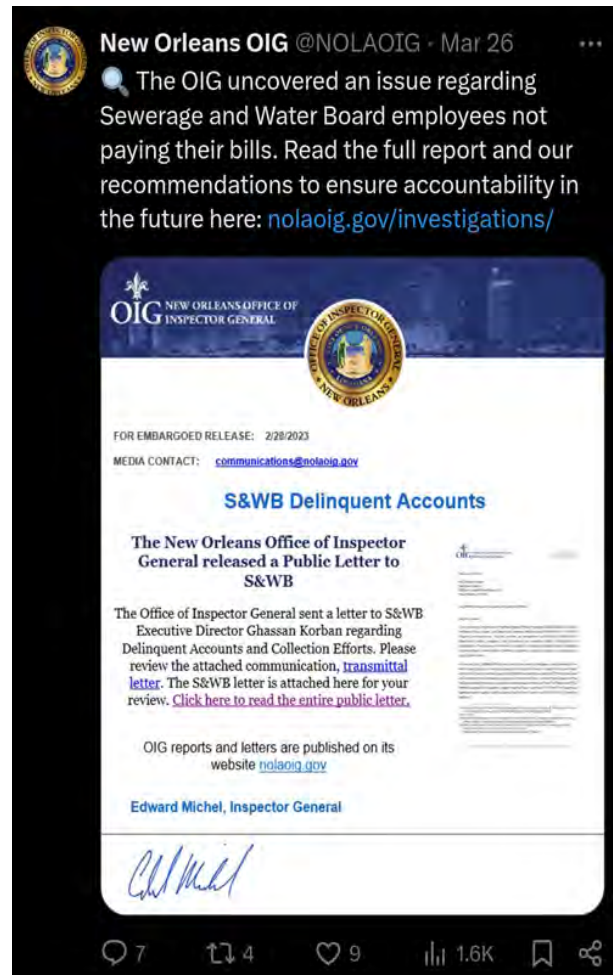 New Orleans OIG @NOLAOIG · Mar 26
The OIG uncovered an issue regarding
Sewerage and Water Board employees not
paying their bills. Read the full report and our
recommendations to ensure accountability in
the future here: nolaoig.gov/investigations/
OIG NEW ORLEANS OFFICE OF
INSPECTOR GENERAL
OFFICE OF INSPECTOR GENERAL
NEW ORLEANS
FOR EMBARGOED RELEASE: 2/28/2023
MEDIA CONTACT: communications@nolaoig.gov
S&WB Delinquent Accounts
The New Orleans Office of Inspector
General released a Public Letter to
S&WB
The Office of Inspector General sent a letter to S&WB
Executive Director Ghassan Korban regarding
Delinquent Accounts and Collection Efforts. Please
review the attached communication, transmittal
letter. The S&WB letter is attached here for your
review. Click here to read the entire public letter.
OIG reports and letters are published on its
website nolaoig.gov
Edward Michel, Inspector General
7 4 9 1.6K